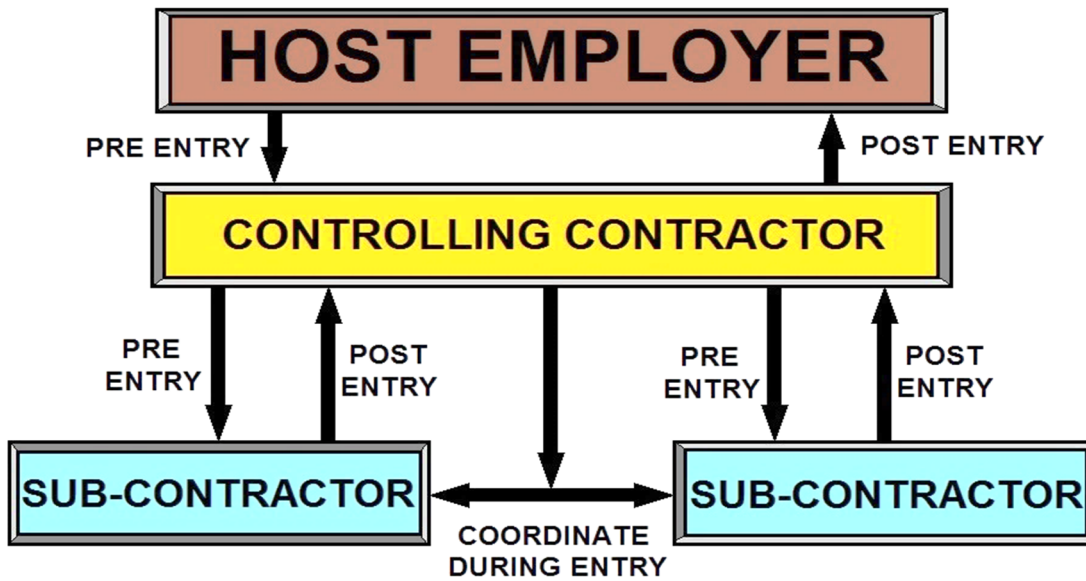 HOST EMPLOYER
PRE ENTRY
POST ENTRY
CONTROLLING CONTRACTOR
PRE
ENTRY
POST
ENTRY
PRE
ENTRY
POST
ENTRY
SUB-CONTRACTOR
SUB-CONTRACTOR
COORDINATE
DURING ENTRY